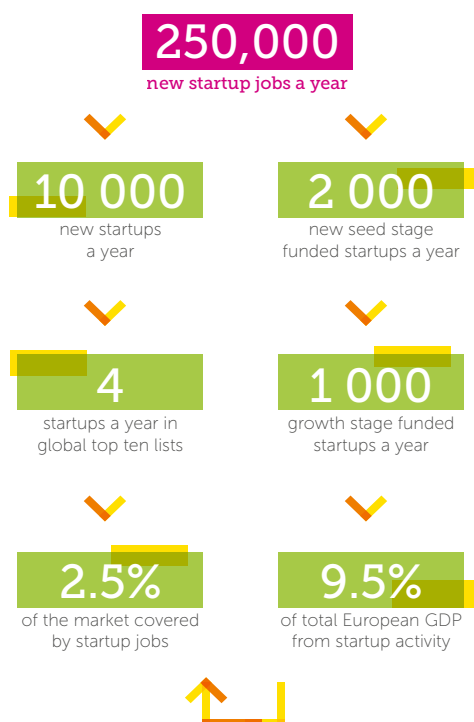 250,000
new startup jobs a year
10 000
new startups
a year
2 000
new seed stage
funded startups a year
4
startups a year in
global top ten lists
1 000
growth stage funded
startups a year
2.5%
of the market covered
by startup jobs
9.5%
of total European GDP
from startup activity